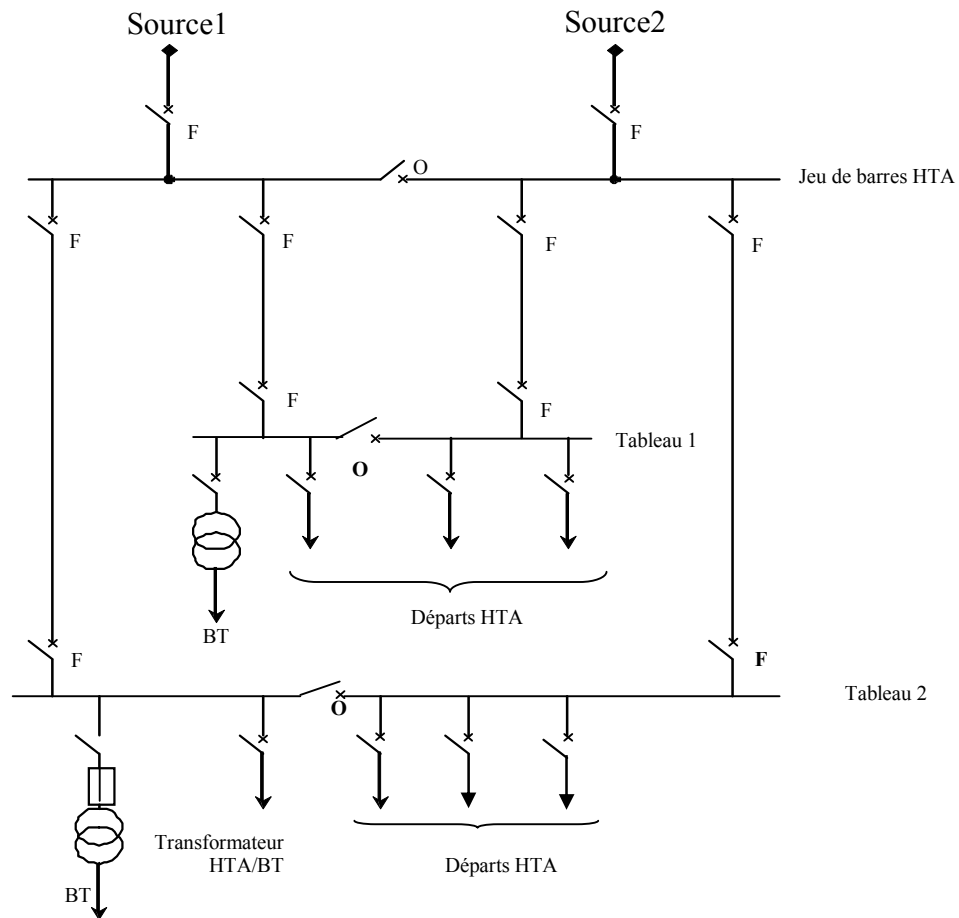 Source1
Source2
F
F
O
Jeu de barres HTA
F
F
F
F
F
F
Tableau 1
O
Départs HTA
BT
F
F
Tableau 2
O
Transformateur
HTA/BT
Départs HTA
BT